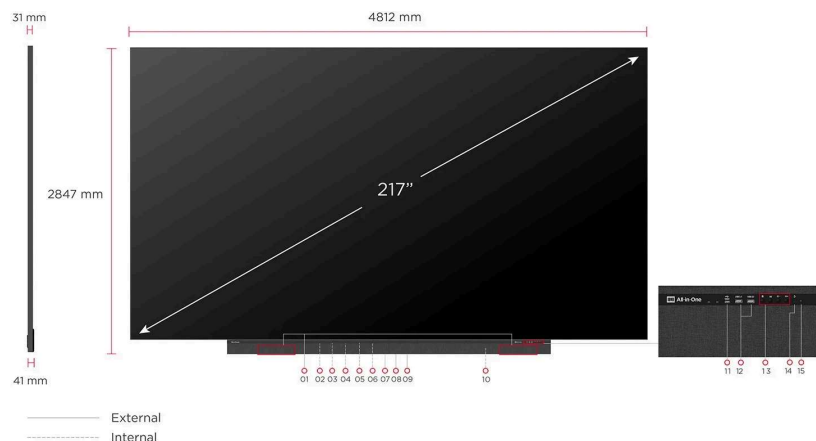 31 mm
4812 mm
217”
2847 mm
All-in-One
41 mm
01 02 03 04 05 06 07 08 09 10
11 12 13 14 15
External
Internal